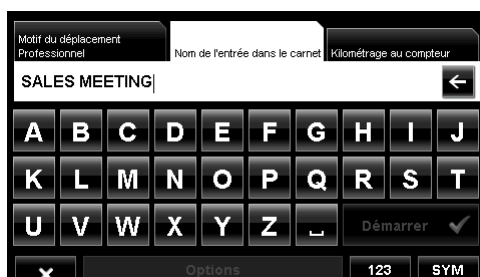 Motif du déplacement
Professionnel
Nom de l'entrée dans le carnet
Kilométrage au compteur
SALES MEETING
A B C D E F G H I J
K L M N O P Q R S T
U V W X Y Z Démarrer
Options 123 SYM